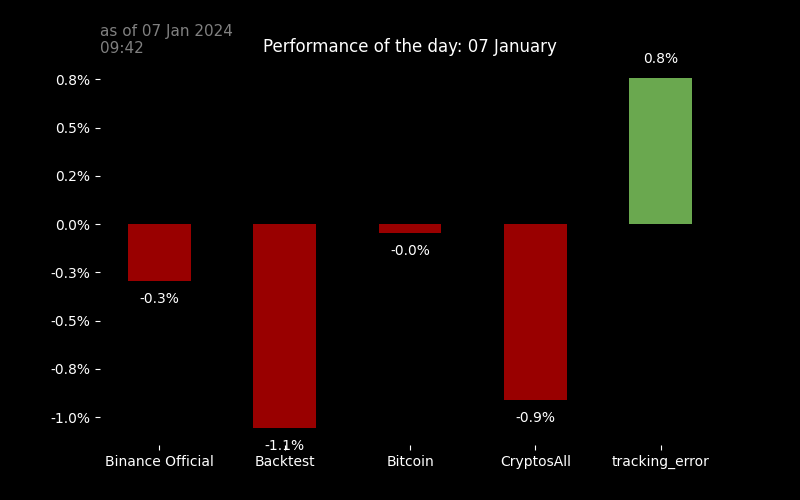 as of 07 Jan 2024
09:42
Performance of the day: 07 January
0.8%
0.8%
0.5%
0.2%
0.0%
-0.3%
-0.5%
-0.8%
-1.0%
-0.3%
-1.1%
-0.0%
-0.9%
Binance Official
Backtest
Bitcoin
CryptosAll
tracking_error